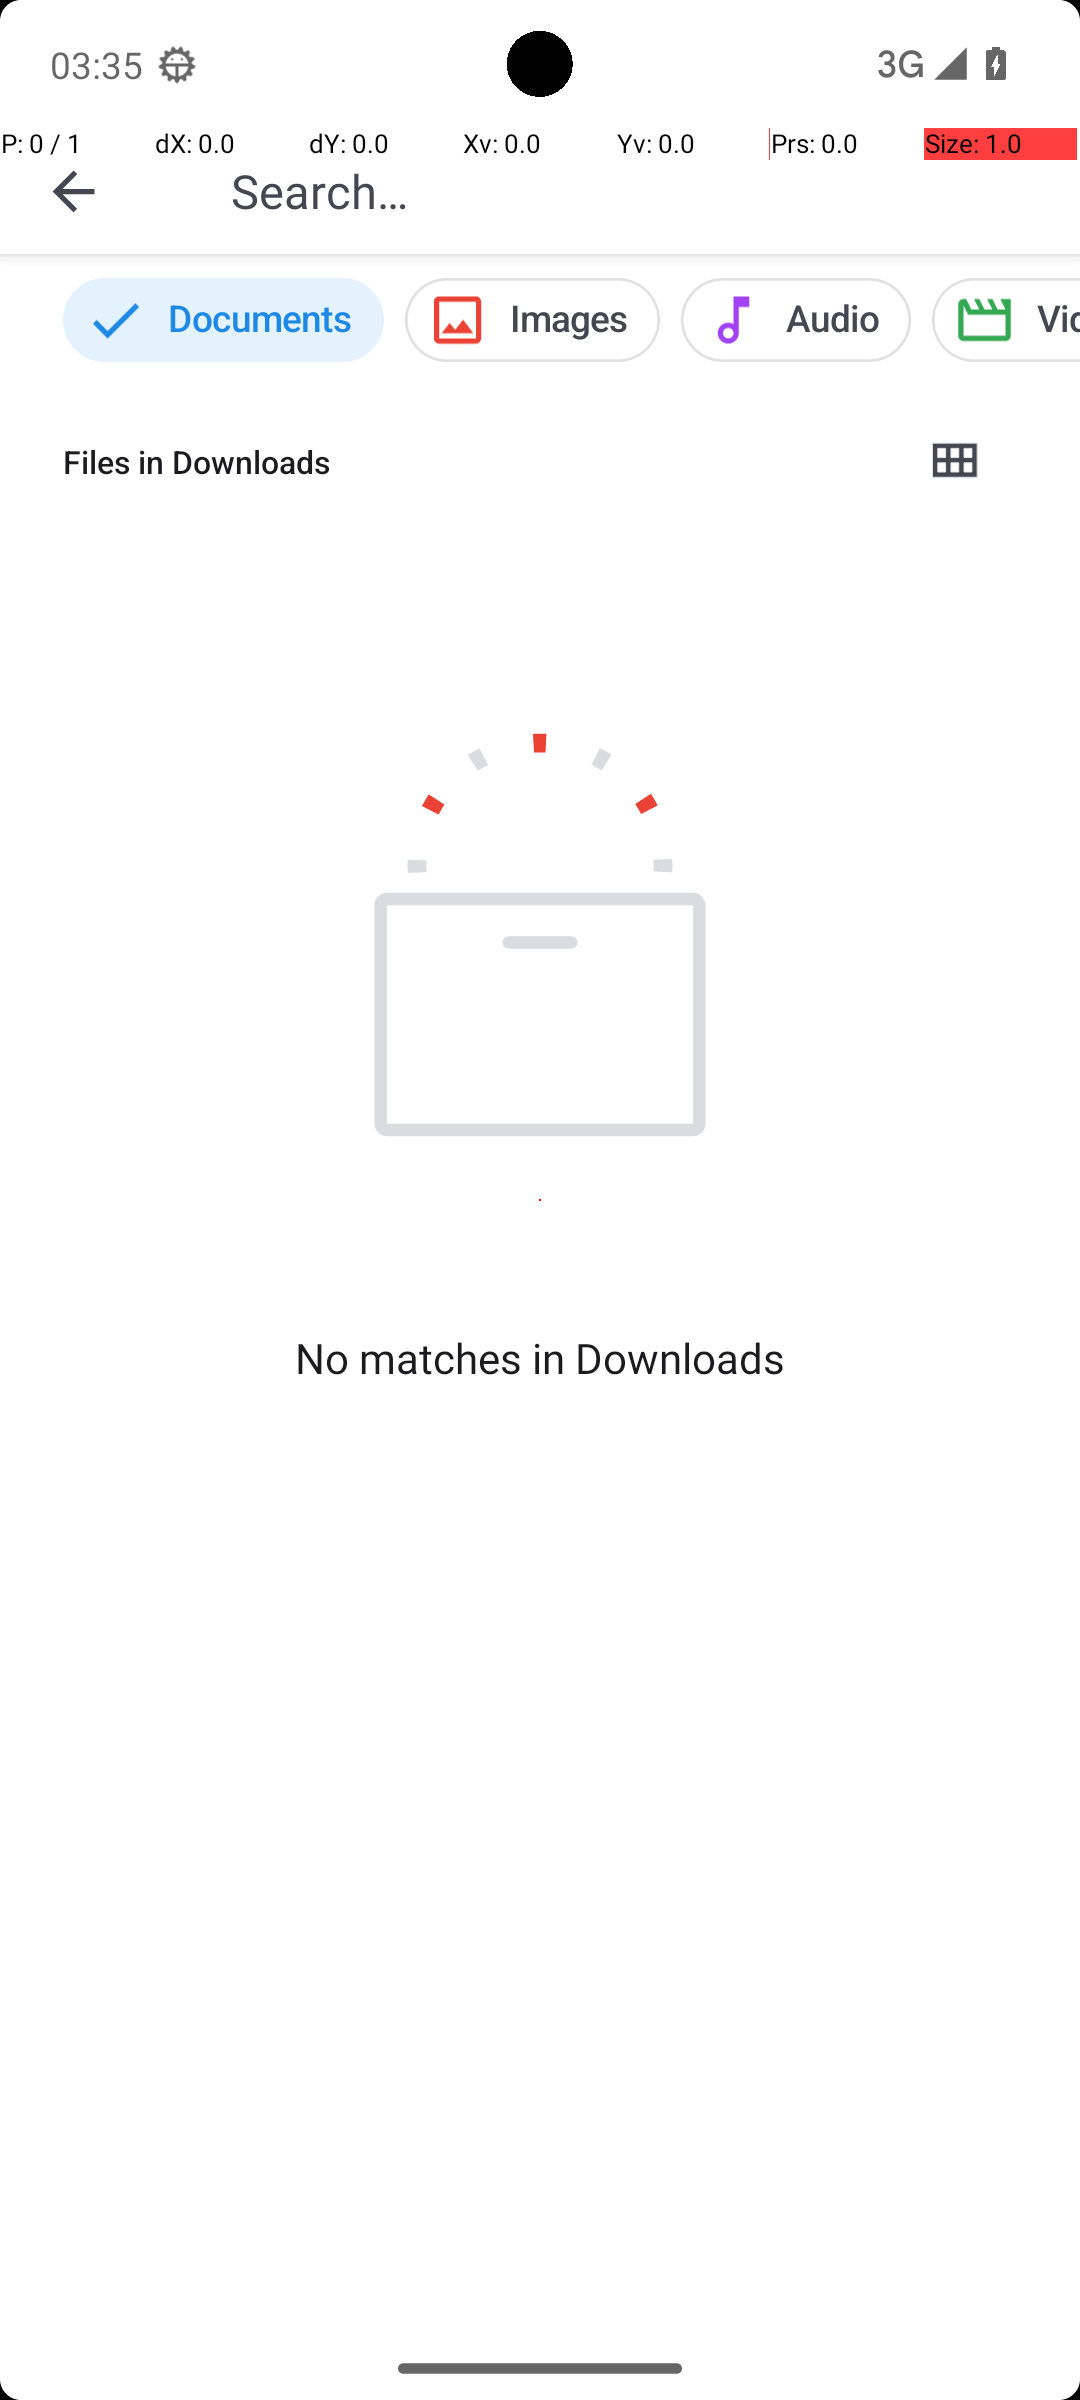 03:35
3G
P: 0 / 1 dX: 0.0 dY: 0.0 Xv: 0.0 Yv: 0.0 Prs: 0.0 Size: 1.0
Search...
Documents Images Audio Vid
Files in Downloads
No matches in Downloads